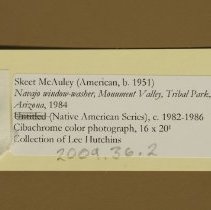 Skeet McAuley (American, b. 1951)
Navajo window-washer, Monument Valley, Tribal Park,
Arizona, 1984
Untitled (Native American Series), c. 1982-1986
Cibachrome color photograph, 16 x 20"
Collection of Lee Hutchins
2009.36.2